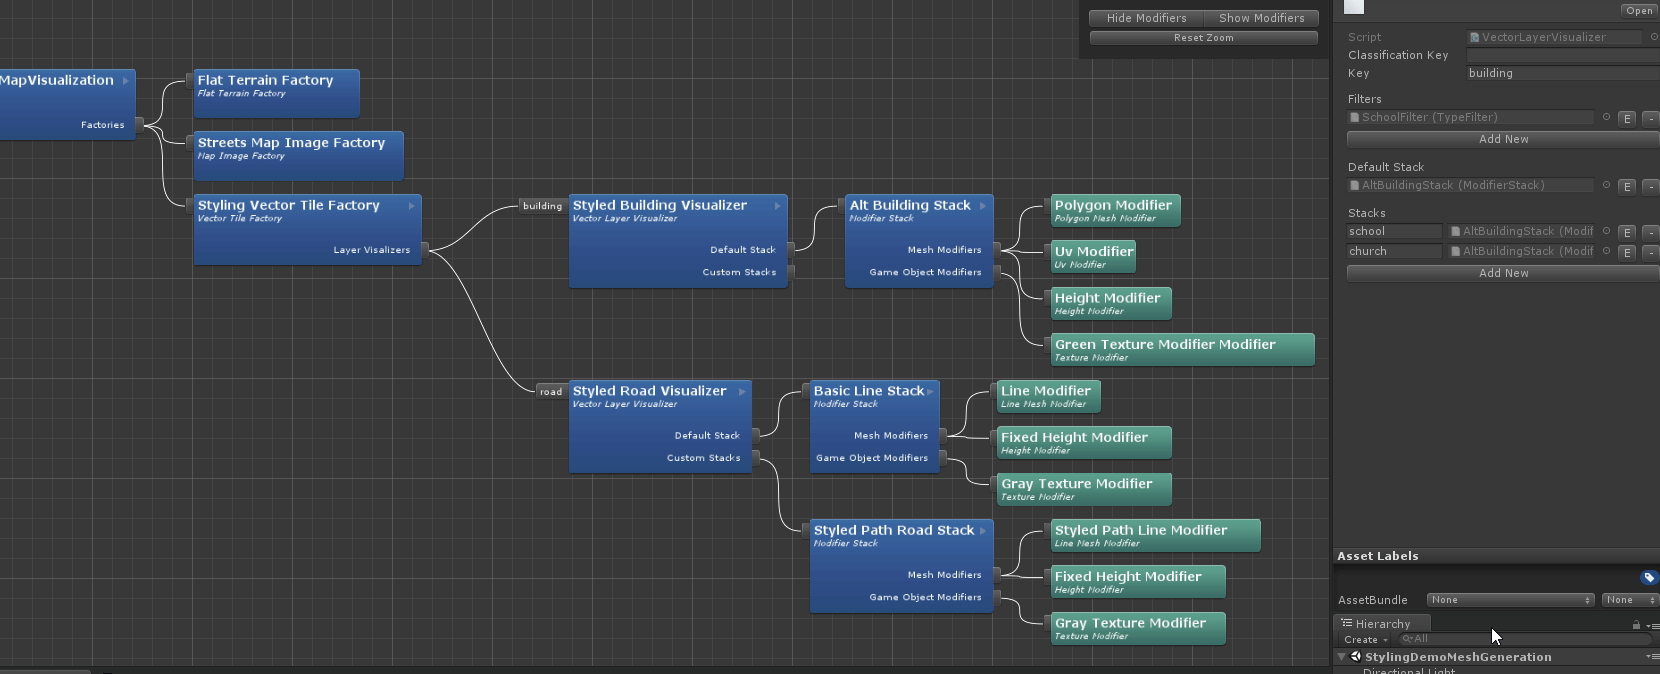 Hide Modifiers
Show Modifiers
Reset Zoom
MapVisualization
Factories
Flat Terrain Factory
Flat Terrain Factory
Streets Map Image Factory
Map Image Factory
Styling Vector Tile Factory
Vector Tile Factory
Layer Visalizers
building
Styled Building Visualizer
Vector Layer Visualizer
Default Stack
Custom Stacks
Alt Building Stack
Modifier Stack
Mesh Modifiers
Game Object Modifiers
Polygon Modifier
Polygon Mesh Modifier
Uv Modifier
Uv Modifier
Height Modifier
Height Modifier
Green Texture Modifier Modifier
Texture Modifier
road
Styled Road Visualizer
Vector Layer Visualizer
Default Stack
Custom Stacks
Basic Line Stack
Modifier Stack
Mesh Modifiers
Game Object Modifiers
Line Modifier
Line Mesh Modifier
Fixed Height Modifier
Height Modifier
Gray Texture Modifier
Texture Modifier
Styled Path Road Stack
Modifier Stack
Mesh Modifiers
Game Object Modifiers
Styled Path Line Modifier
Line Mesh Modifier
Fixed Height Modifier
Height Modifier
Gray Texture Modifier
Texture Modifier
Open
Script VectorLayerVisualizer
Classification Key
Key building
Filters
SchoolFilter (TypeFilter) E -
Add New
Default Stack
AltBuildingStack (ModifierStack) E -
Stacks
school AltBuildingStack (Modif E -
church AltBuildingStack (Modif E -
Add New
Asset Labels
AssetBundle None None
Hierarchy
Create All
StylingDemoMeshGeneration
Directional Light